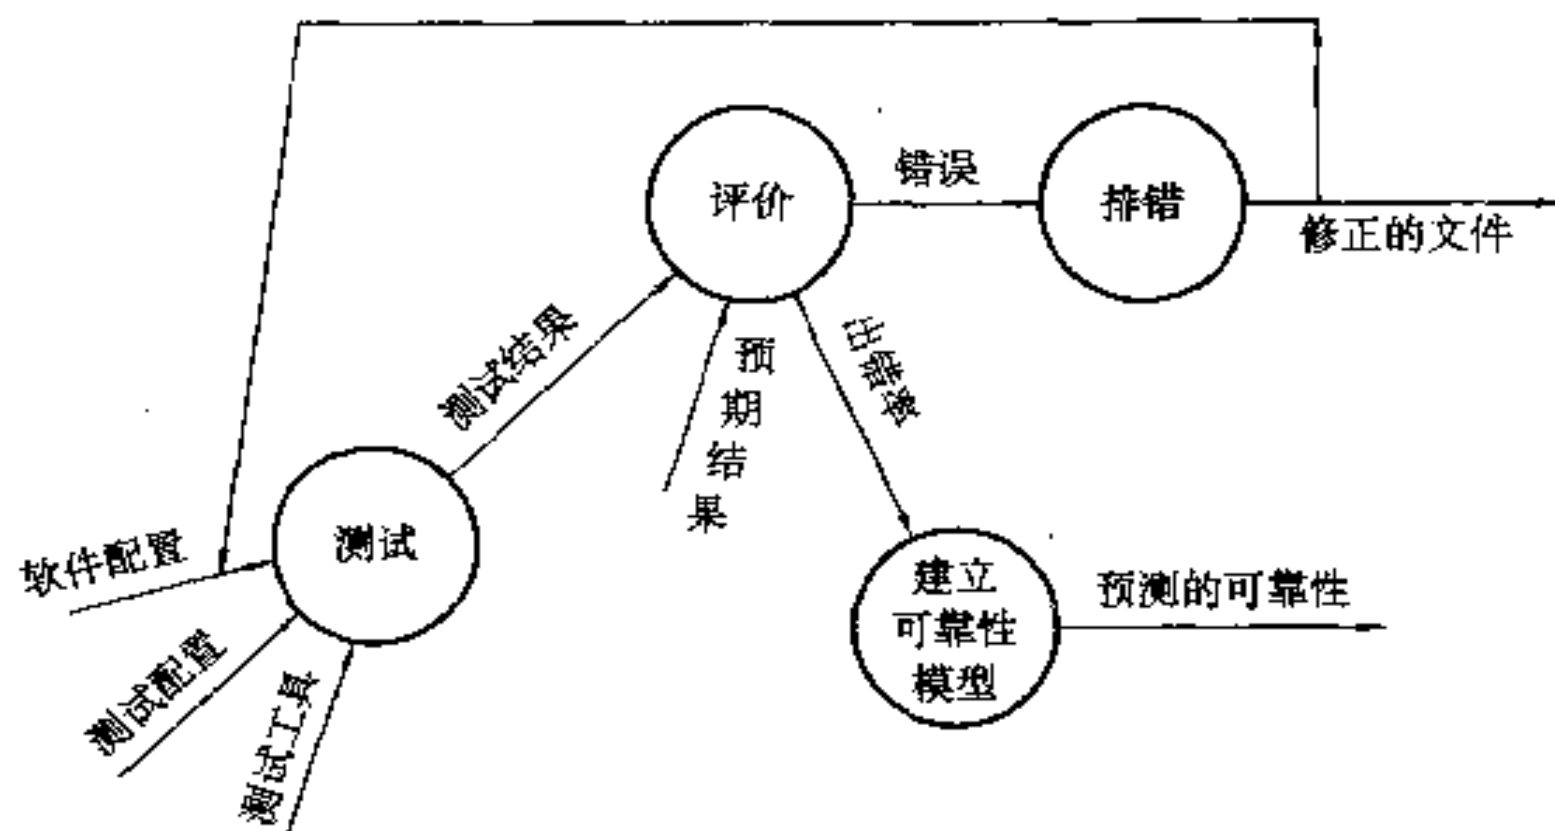 错误
评价
排错
修正的文件
测试结果
预期结果
出错率
软件配置
测试
测试配置
测试工具
建立
可靠性
模型
预测的可靠性